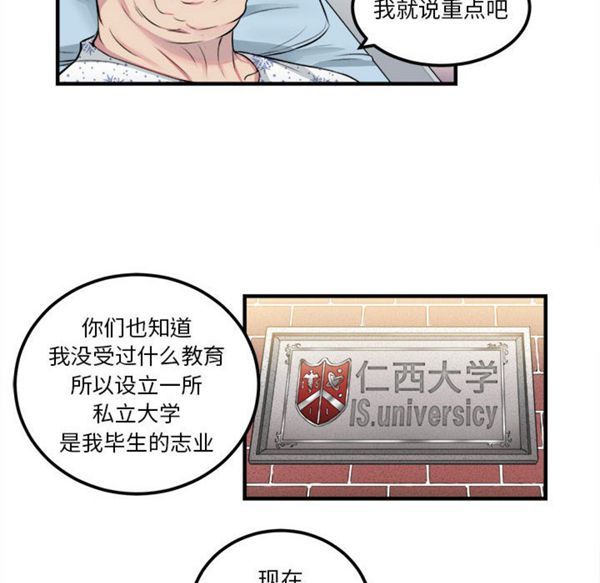 我就说重点吧
你们也知道
我没受过什么教育
所以设立一所
私立大学
是我毕生的志业
仁西大学
IS.universicy
现在